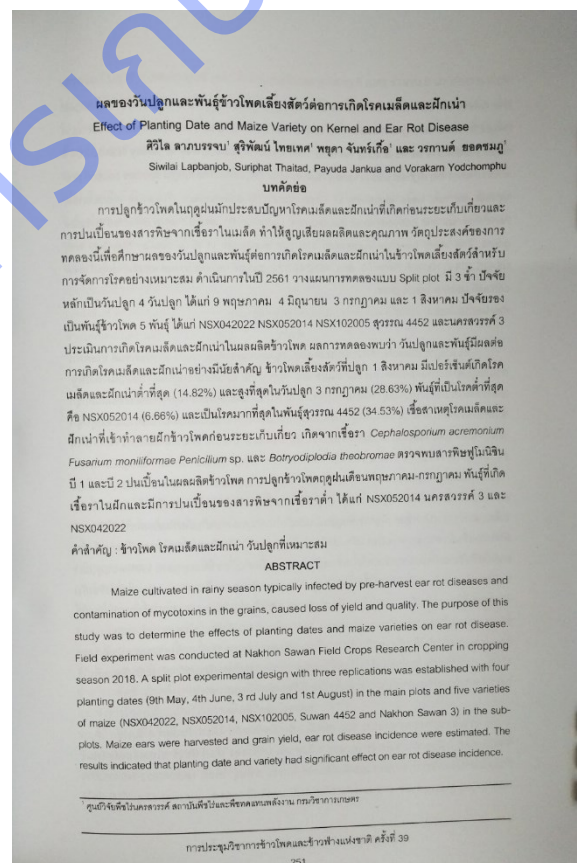 ผลของวันปลูกและพันธุ์ข้าวโพดเลี้ยงสัตว์ต่อการเกิดโรคเมล็ดและฝักเน่า
Effect of Planting Date and Maize Variety on Kernel and Ear Rot Disease
ศิวิไล ลาภบรรจบ¹ สุริพัฒน์ ไทยเทศ¹ พยุดา จันทร์เกื้อ¹ และ วรกานต์ ยอดชมภู¹
Siwilai Lapbanjob, Suriphat Thaitad, Payuda Jankua and Vorakarn Yodchomphu
บทคัดย่อ
การปลูกข้าวโพดในฤดูฝนมักประสบปัญหาโรคเมล็ดและฝักเน่าที่เกิดก่อนระยะเก็บเกี่ยวและ
การปนเปื้อนของสารพิษจากเชื้อราในเมล็ด ทำให้สูญเสียผลผลิตและคุณภาพ วัตถุประสงค์ของการ
ทดลองนี้เพื่อศึกษาผลของวันปลูกและพันธุ์ต่อการเกิดโรคเมล็ดและฝักเน่าในข้าวโพดเลี้ยงสัตว์สำหรับ
การจัดการโรคอย่างเหมาะสม ดำเนินการในปี 2561 วางแผนการทดลองแบบ Split plot มี 3 ซ้ำ ปัจจัย
หลักเป็นวันปลูก 4 วันปลูก ได้แก่ 9 พฤษภาคม 4 มิถุนายน 3 กรกฎาคม และ 1 สิงหาคม ปัจจัยรอง
เป็นพันธุ์ข้าวโพด 5 พันธุ์ ได้แก่ NSX042022 NSX052014 NSX102005 สุวรรณ 4452 และนครสวรรค์ 3
ประเมินการเกิดโรคเมล็ดและฝักเน่าในผลผลิตข้าวโพด ผลการทดลองพบว่า วันปลูกและพันธุ์มีผลต่อ
การเกิดโรคเมล็ดและฝักเน่าอย่างมีนัยสำคัญ ข้าวโพดเลี้ยงสัตว์ที่ปลูก 1 สิงหาคม มีเปอร์เซ็นต์เกิดโรค
เมล็ดและฝักเน่าต่ำที่สุด (14.82%) และสูงที่สุดในวันปลูก 3 กรกฎาคม (28.63%) พันธุ์ที่เป็นโรคต่ำที่สุด
คือ NSX052014 (6.66%) และเป็นโรคมากที่สุดในพันธุ์สุวรรณ 4452 (34.53%) เชื้อสาเหตุโรคเมล็ดและ
ฝักเน่าที่เข้าทำลายฝักข้าวโพดก่อนระยะเก็บเกี่ยว เกิดจากเชื้อรา Cephalosporium acremonium
Fusarium moniliformae Penicilium sp. และ Botryodiplodia theobromae ตรวจพบสารพิษฟูโมนิซิน
บี 1 และบี 2 ปนเปื้อนในผลผลิตข้าวโพด การปลูกข้าวโพดฤดูฝนเดือนพฤษภาคม-กรกฎาคม พันธุ์ที่เกิด
เชื้อราในฝักและมีการปนเปื้อนของสารพิษจากเชื้อราต่ำ ได้แก่ NSX052014 นครสวรรค์ 3 และ
NSX042022
คำสำคัญ : ข้าวโพด โรคเมล็ดและฝักเน่า วันปลูกที่เหมาะสม
ABSTRACT
Maize cultivated in rainy season typically infected by pre-harvest ear rot diseases and
contamination of mycotoxins in the grains, caused loss of yield and quality. The purpose of this
study was to determine the effects of planting dates and maize varieties on ear rot disease.
Field experiment was conducted at Nakhon Sawan Field Crops Research Center in cropping
season 2018. A split plot experimental design with three replications was established with four
planting dates (9th May, 4th June, 3 rd July and 1st August) in the main plots and five varieties
of maize (NSX042022, NSX052014, NSX102005, Suwan 4452 and Nakhon Sawan 3) in the sub-
plots. Maize ears were harvested and grain yield, ear rot disease incidence were estimated. The
results indicated that planting date and variety had significant effect on ear rot disease incidence.
¹ ศูนย์วิจัยพืชไร่นครสวรรค์ สถาบันพืชไร่และพืชทดแทนพลังงาน กรมวิชาการเกษตร
การประชุมวิชาการข้าวโพดและข้าวฟ่างแห่งชาติ ครั้งที่ 39
251